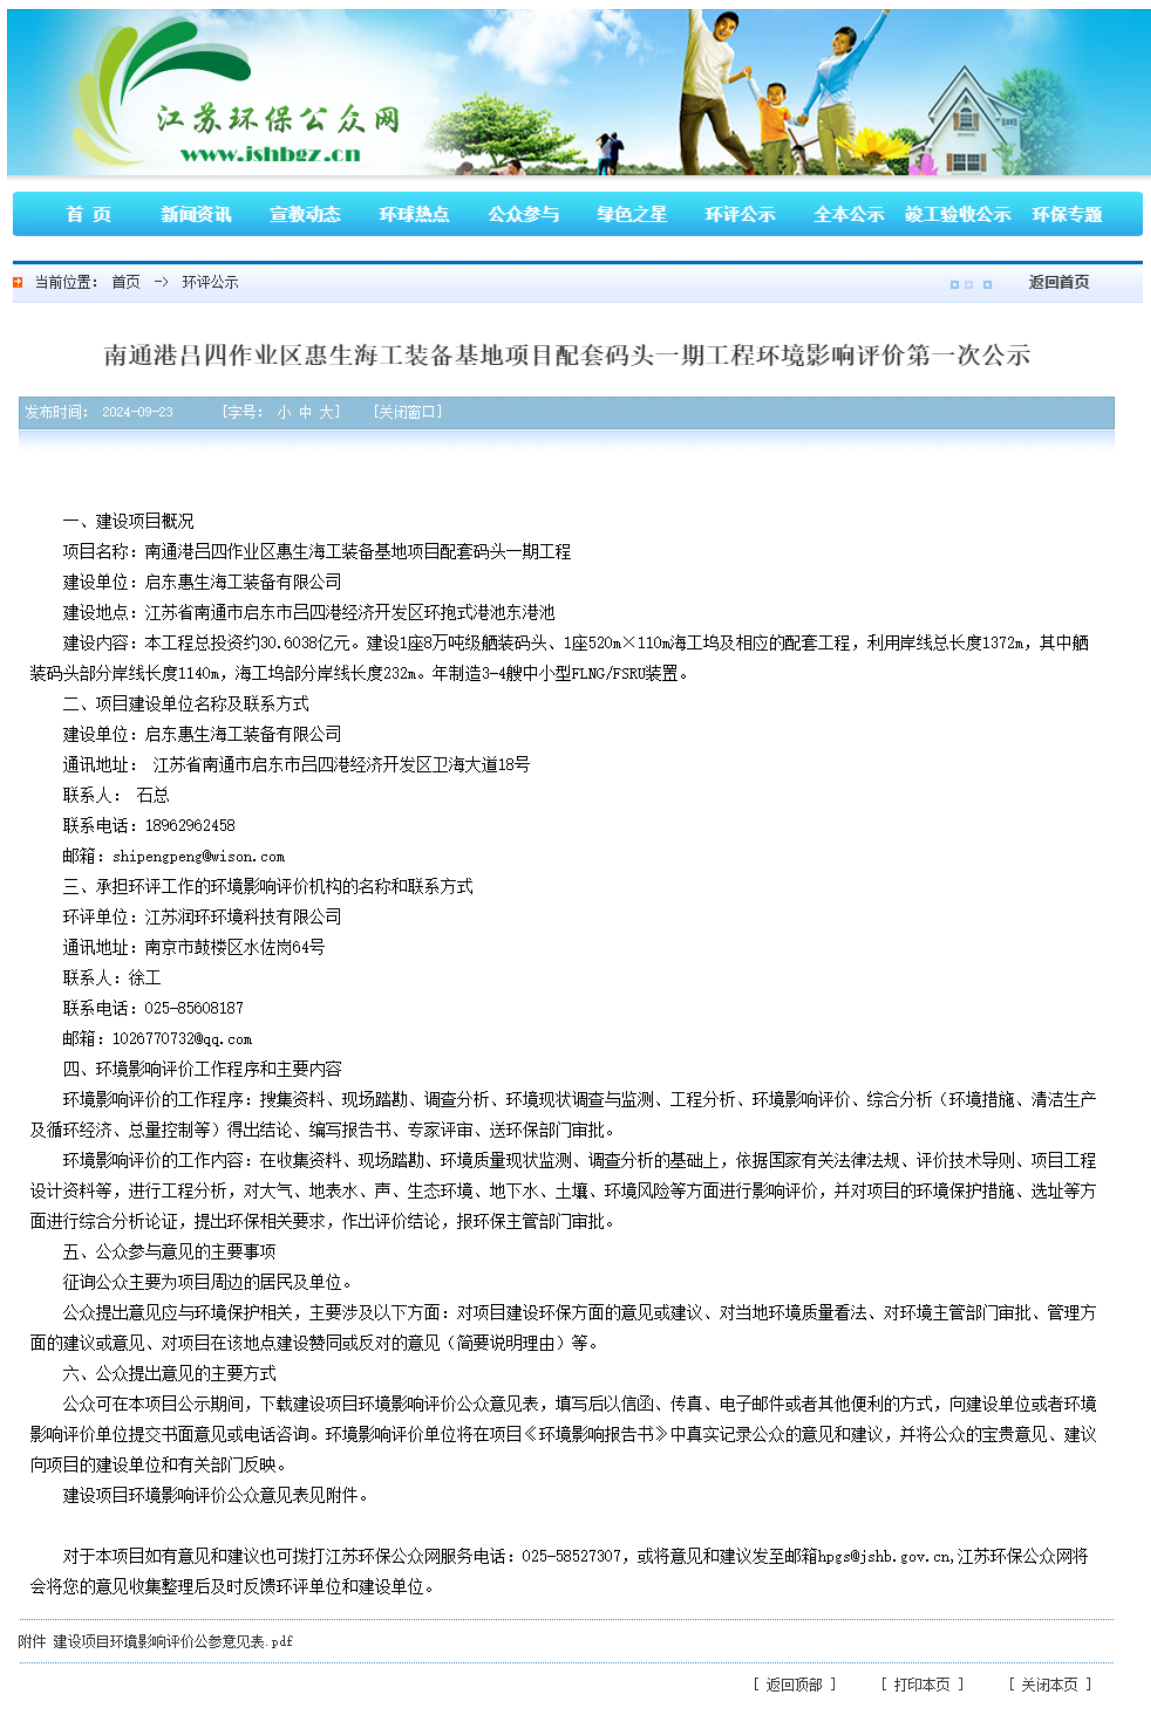 江苏环保公众网
www.jshbgz.cn
首 页 新闻资讯 宣教动态 环球热点 公众参与 绿色之星 环评公示 全本公示 竣工验收公示 环保专题
当前位置： 首页 -> 环评公示 返回首页
南通港吕四作业区惠生海工装备基地项目配套码头一期工程环境影响评价第一次公示
发布时间： 2024-09-23 [字号： 小 中 大] [关闭窗口]
一、建设项目概况
项目名称：南通港吕四作业区惠生海工装备基地项目配套码头一期工程
建设单位：启东惠生海工装备有限公司
建设地点：江苏省南通市启东市吕四港经济开发区环抱式港池东港池
建设内容：本工程总投资约30.6038亿元。建设1座8万吨级舾装码头、1座520m×110m海工坞及相应的配套工程，利用岸线总长度1372m，其中舾
装码头部分岸线长度1140m，海工坞部分岸线长度232m。年制造3-4艘中小型FLNG/FSRU装置。
二、项目建设单位名称及联系方式
建设单位：启东惠生海工装备有限公司
通讯地址： 江苏省南通市启东市吕四港经济开发区卫海大道18号
联系人： 石总
联系电话：18962962458
邮箱：shipengpeng@wison.com
三、承担环评工作的环境影响评价机构的名称和联系方式
环评单位：江苏润环环境科技有限公司
通讯地址：南京市鼓楼区水佐岗64号
联系人：徐工
联系电话：025-85608187
邮箱：1026770732@qq.com
四、环境影响评价工作程序和主要内容
环境影响评价的工作程序：搜集资料、现场踏勘、调查分析、环境现状调查与监测、工程分析、环境影响评价、综合分析（环境措施、清洁生产
及循环经济、总量控制等）得出结论、编写报告书、专家评审、送环保部门审批。
环境影响评价的工作内容：在收集资料、现场踏勘、环境质量现状监测、调查分析的基础上，依据国家有关法律法规、评价技术导则、项目工程
设计资料等，进行工程分析，对大气、地表水、声、生态环境、地下水、土壤、环境风险等方面进行影响评价，并对项目的环境保护措施、选址等方
面进行综合分析论证，提出环保相关要求，作出评价结论，报环保主管部门审批。
五、公众参与意见的主要事项
征询公众主要为项目周边的居民及单位。
公众提出意见应与环境保护相关，主要涉及以下方面：对项目建设环保方面的意见或建议、对当地环境质量看法、对环境主管部门审批、管理方
面的建议或意见、对项目在该地点建设赞同或反对的意见（简要说明理由）等。
六、公众提出意见的主要方式
公众可在本项目公示期间，下载建设项目环境影响评价公众意见表，填写后以信函、传真、电子邮件或者其他便利的方式，向建设单位或者环境
影响评价单位提交书面意见或电话咨询。环境影响评价单位将在项目《环境影响报告书》中真实记录公众的意见和建议，并将公众的宝贵意见、建议
向项目的建设单位和有关部门反映。
建设项目环境影响评价公众意见表见附件。
对于本项目如有意见和建议也可拨打江苏环保公众网服务电话：025-58527307，或将意见和建议发至邮箱hpgs@jshb.gov.cn,江苏环保公众网将
会将您的意见收集整理后及时反馈环评单位和建设单位。
附件 建设项目环境影响评价公参意见表.pdf
[ 返回顶部 ] [ 打印本页 ] [ 关闭本页 ]